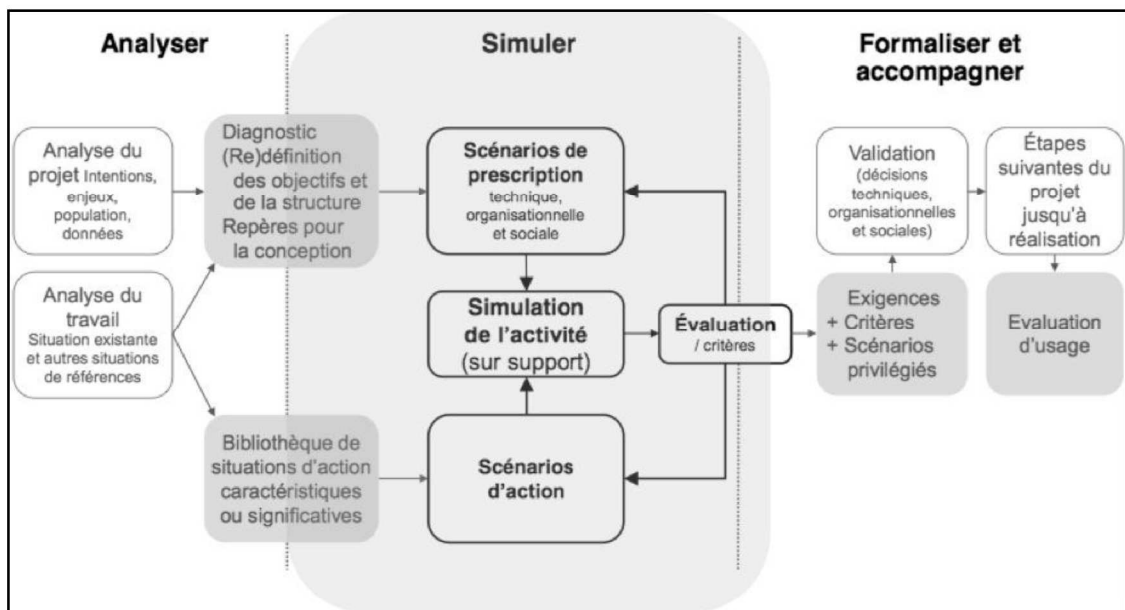 Analyser
Simuler
Formaliser et
accompagner
Analyse du
projet Intentions,
enjeux,
population,
données
Diagnostic
(Re)définition
des objectifs et
de la structure
Repères pour
la conception
Scénarios de
prescription
technique,
organisationnelle
et sociale
Validation
(décisions
techniques,
organisationnelles
et sociales)
Étapes
suivantes du
projet
jusqu'à
réalisation
Analyse du
travail
Situation existante
et autres situations
de références
Simulation
de l'activité
(sur support)
Évaluation
/ critères
Exigences
+ Critères
+ Scénarios
privilégiés
Evaluation
d'usage
Bibliothèque de
situations d'action
caractéristiques
ou significatives
Scénarios
d'action